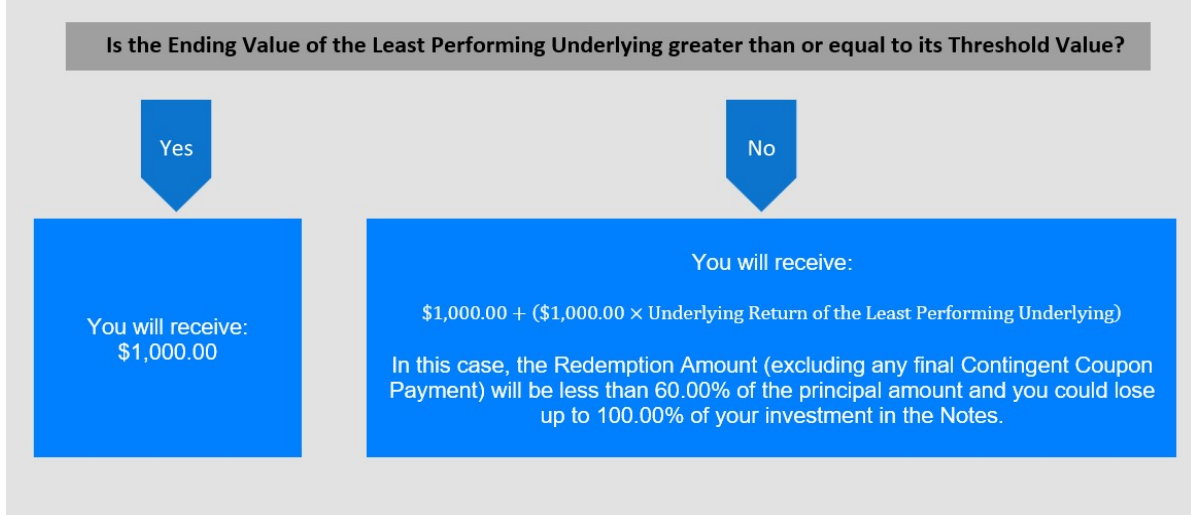 Is the Ending Value of the Least Performing Underlying greater than or equal to its Threshold Value?
Yes
No
You will receive:
$1,000.00
You will receive:
$1,000.00 + ($1,000.00 × Underlying Return of the Least Performing Underlying)
In this case, the Redemption Amount (excluding any final Contingent Coupon
Payment) will be less than 60.00% of the principal amount and you could lose
up to 100.00% of your investment in the Notes.